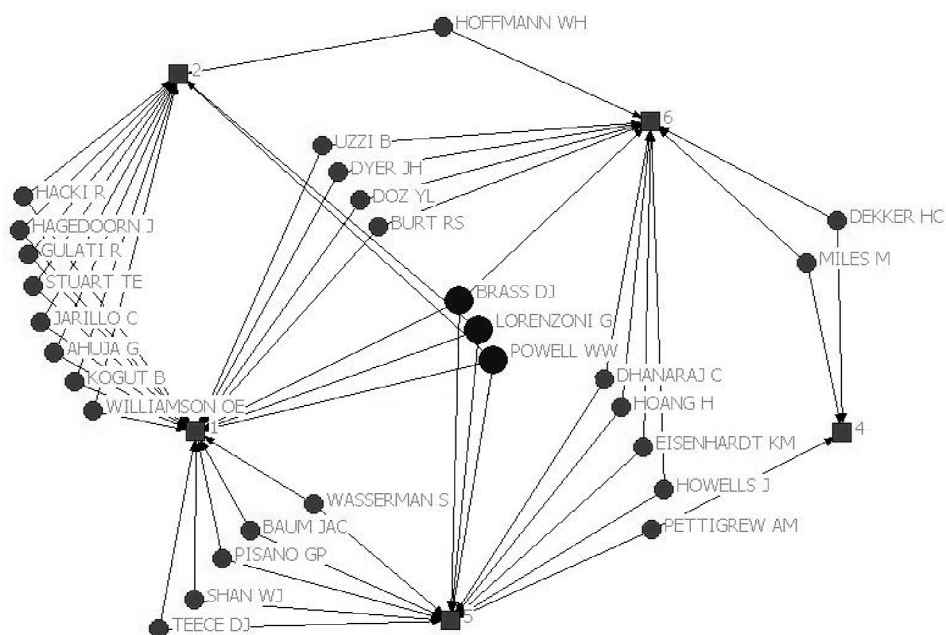 HOFFMANN WH
2
6
UZZI B
DYER JH
HACKI R
DOZ YL
DEKKER HC
BURT RS
HAGEDOORN J
GULATI R
MILES M
STUART TE
BRASS DJ
JARILLO C
LORENZONI G
AHUJA G
POWELL WW
KOGUT B
DHANARAJ C
WILLIAMSON OE
HOANG H
1
4
EISENHARDT KM
HOWELLS J
WASSERMAN S
BAUM JAC
PETTIGREW AM
PISANO GP
SHAN WJ
5
TEECE DJ